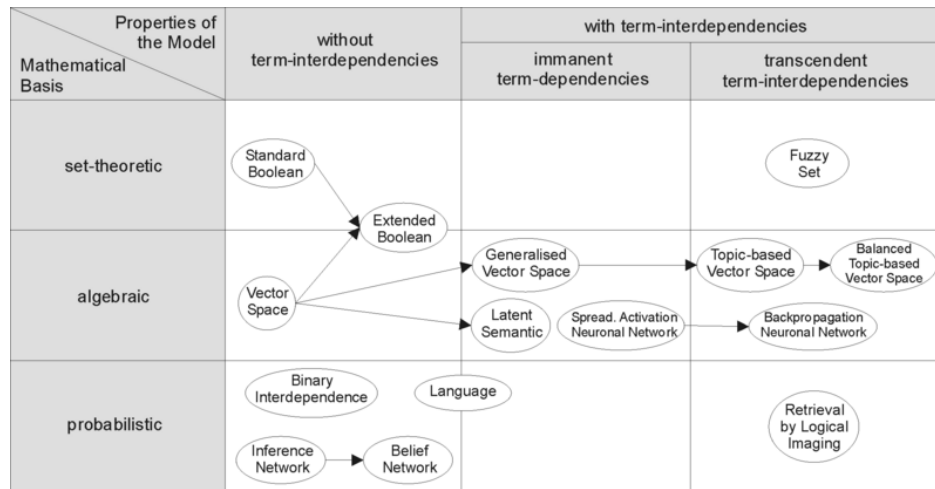 Properties of
the Model
Mathematical
Basis
without
term-interdependencies
with term-interdependencies
immanent
term-dependencies
transcendent
term-interdependencies
set-theoretic
Standard
Boolean
Extended
Boolean
Fuzzy
Set
algebraic
Vector
Space
Generalised
Vector Space
Latent
Semantic
Spread. Activation
Neuronal Network
Topic-based
Vector Space
Balanced
Topic-based
Vector Space
Backpropagation
Neuronal Network
probabilistic
Binary
Interdependence
Language
Inference
Network
Belief
Network
Retrieval
by Logical
Imaging